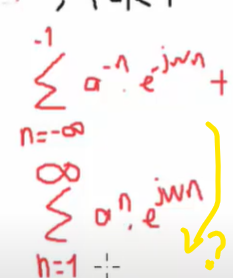 -1
∑ a^-n . e^-jwn +
n=-∞
∞
∑ a^n . e^jwn
n=1 ?